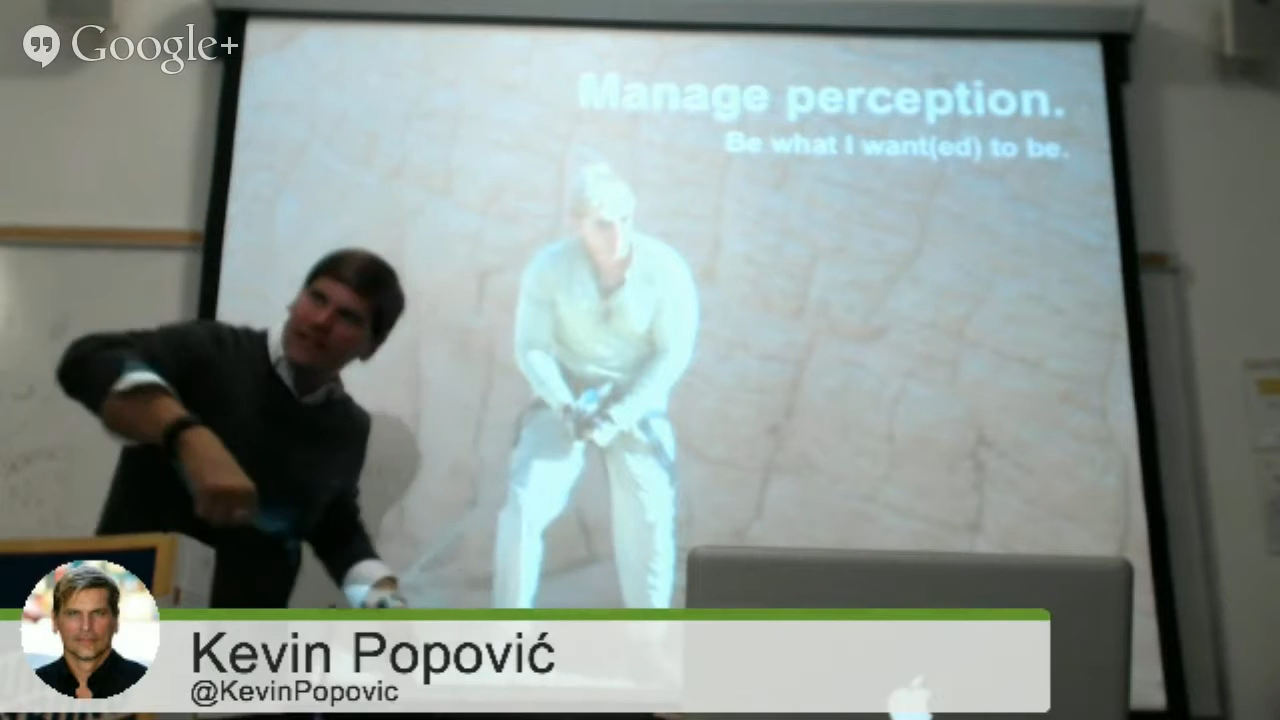 Google+
Manage perception.
Be what I want(ed) to be.
Kevin Popović
@KevinPopovic